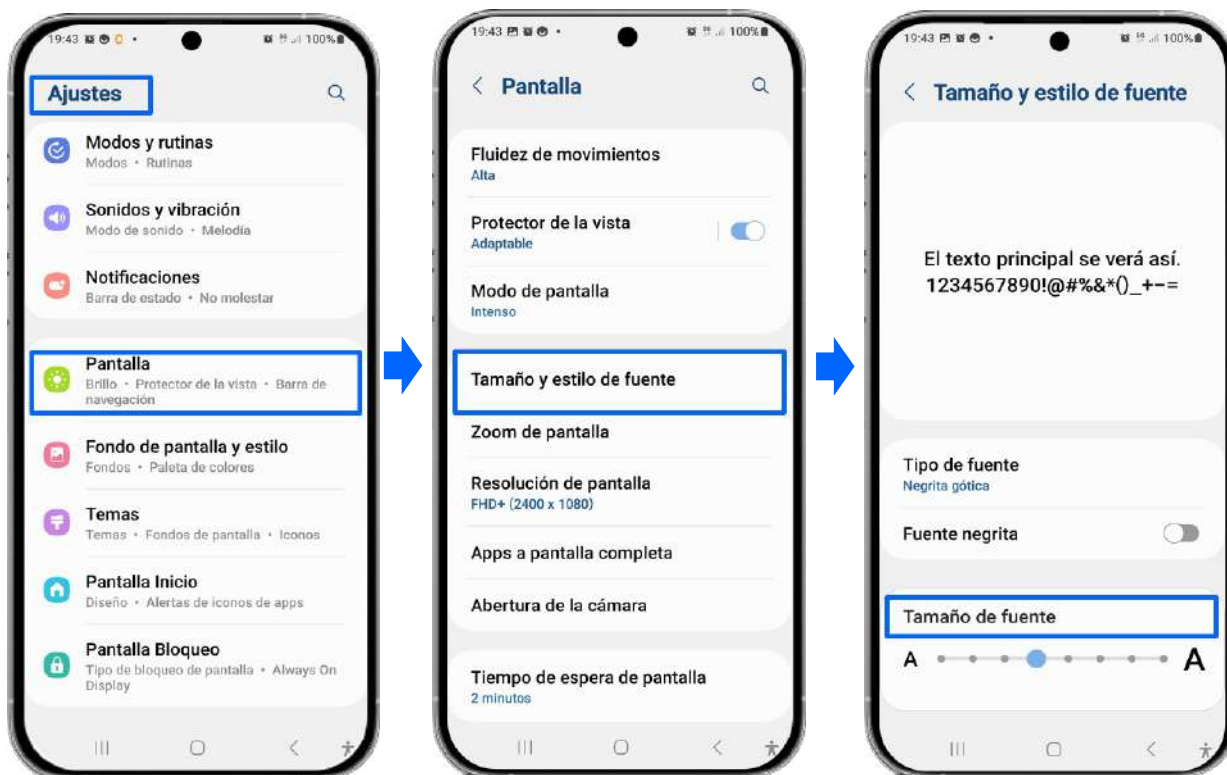 19:43
100%
Ajustes
Modos y rutinas
Modos • Rutinas
Sonidos y vibración
Modo de sonido • Melodía
Notificaciones
Barra de estado • No molestar
Pantalla
Brillo • Protector de la vista • Barra de
navegación
Fondo de pantalla y estilo
Fondos • Paleta de colores
Temas
Temas • Fondos de pantalla • Iconos
Pantalla Inicio
Diseño • Alertas de iconos de apps
Pantalla Bloqueo
Tipo de bloqueo de pantalla • Always On
Display
19:43
100%
Pantalla
Fluidez de movimientos
Alta
Protector de la vista
Adaptable
Modo de pantalla
Intenso
Tamaño y estilo de fuente
Zoom de pantalla
Resolución de pantalla
FHD+ (2400 x 1080)
Apps a pantalla completa
Abertura de la cámara
Tiempo de espera de pantalla
2 minutos
19:43
100%
Tamaño y estilo de fuente
El texto principal se verá así.
1234567890!@#%&*()_+-=
Tipo de fuente
Negrita gótica
Fuente negrita
Tamaño de fuente
A A